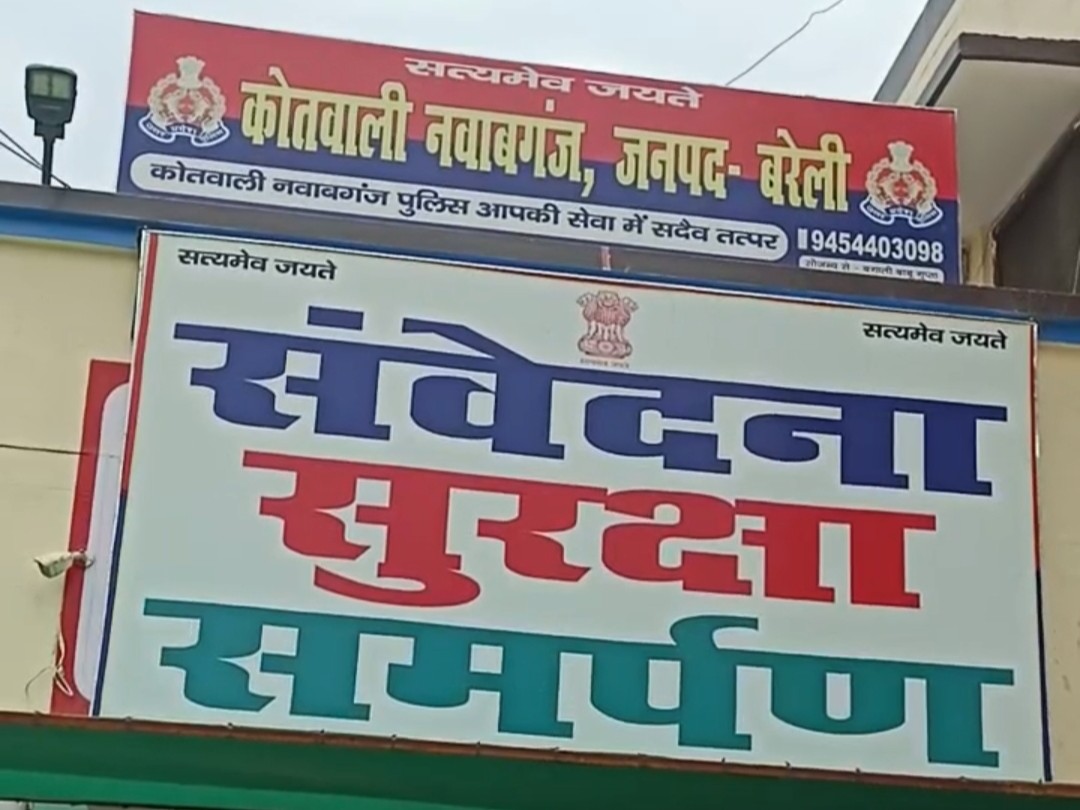 सत्यमेव जयते
कोतवाली नवाबगंज, जनपद- बरेली
कोतवाली नवाबगंज पुलिस आपकी सेवा में सदैव तत्पर
9454403098
सौजन्य से :-
सत्यमेव जयते
सत्यमेव जयते
संवेदना
सुरक्षा
समर्पण